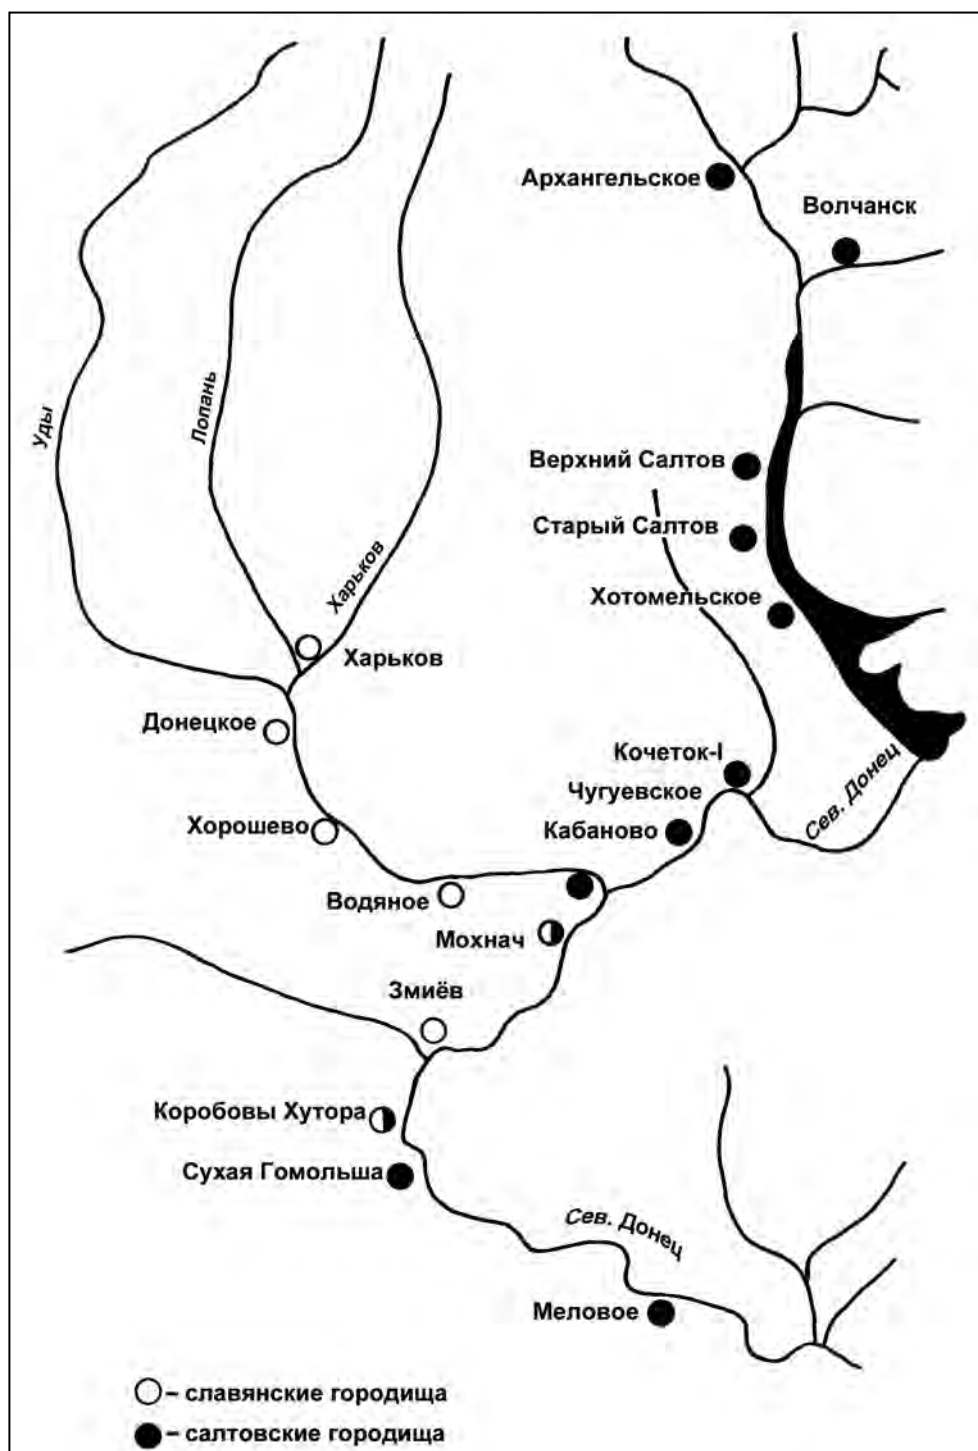 Архангельское
Волчанск
Уды
Лопань
Харьков
Верхний Салтов
Старый Салтов
Хотомельское
Харьков
Донецкое
Кочеток-I
Чугуевское
Сев. Донец
Хорошево
Кабаново
Водяное
Мохнач
Змиёв
Коробовы Хутора
Сухая Гомольша
Сев. Донец
Меловое
– славянские городища
– салтовские городища